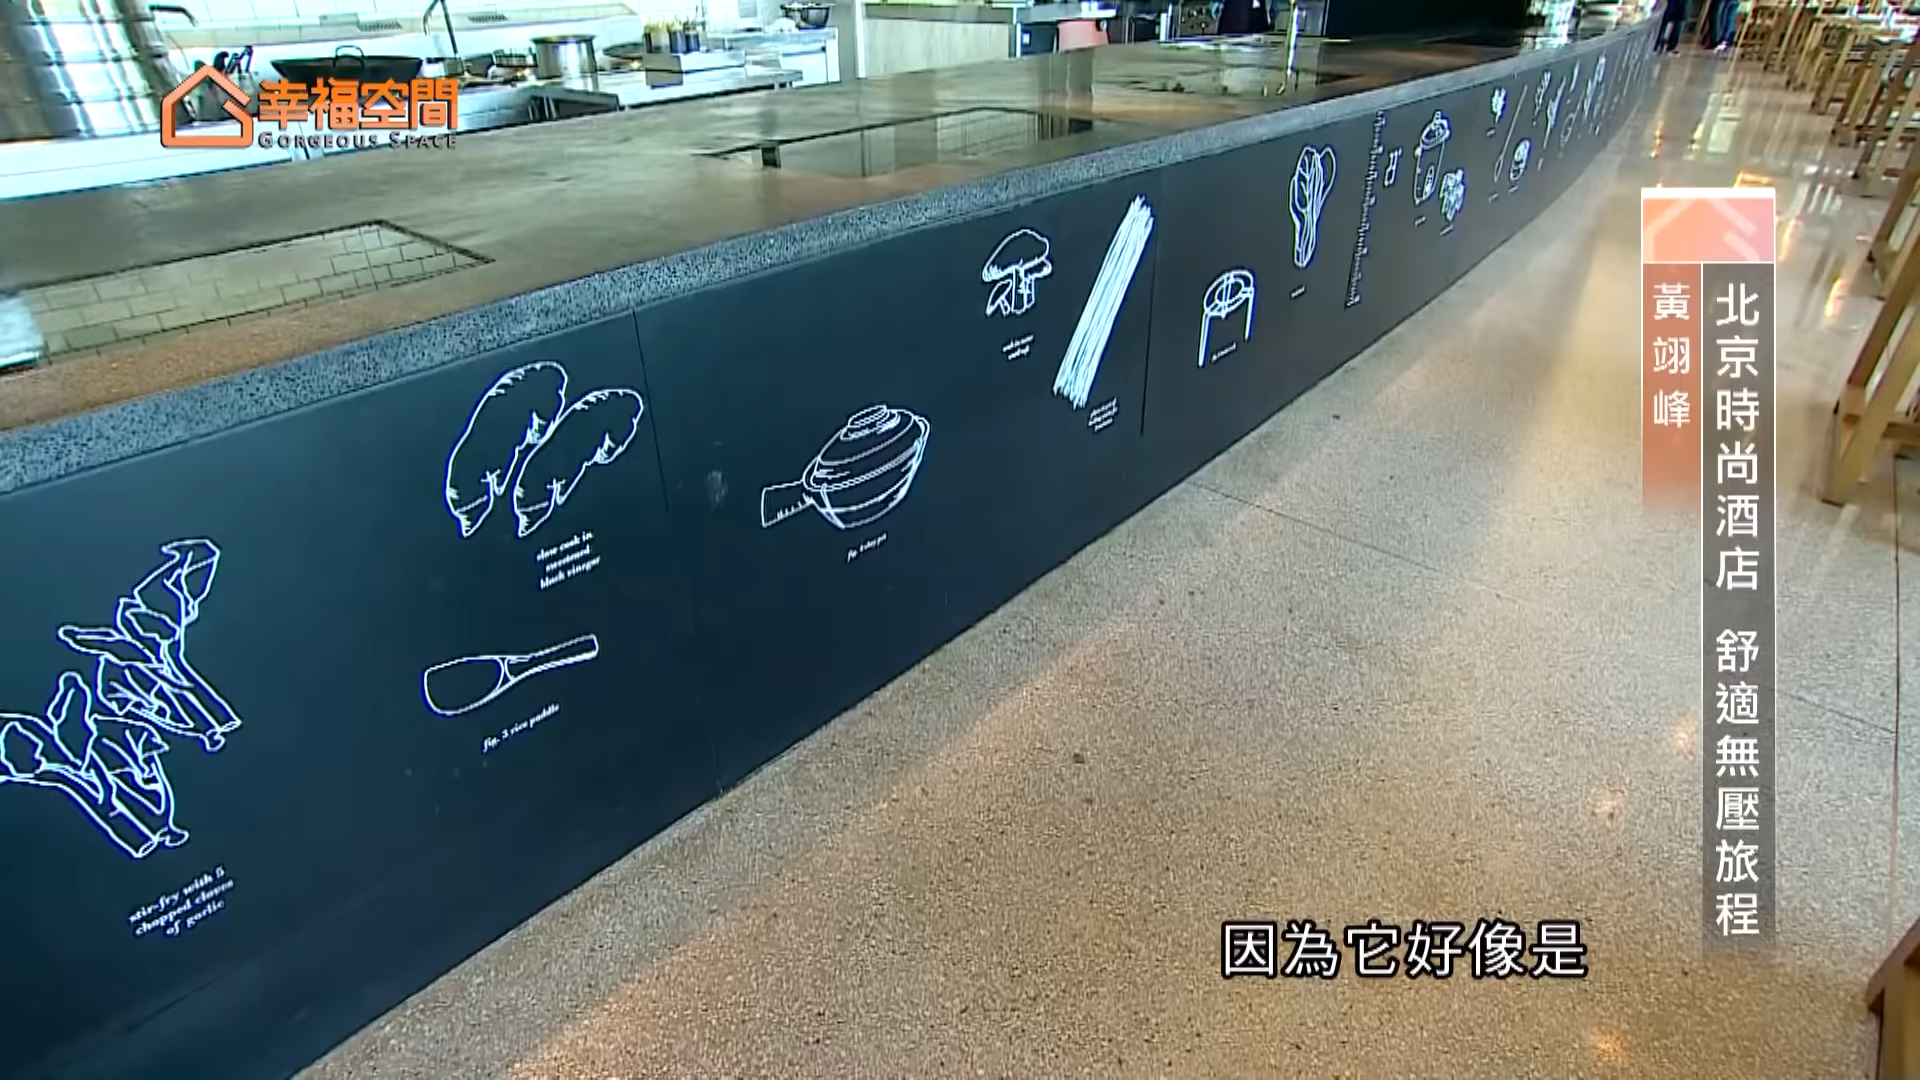 幸福空間
GORGEOUS SPACE
北京時尚酒店 舒適無壓旅程
黃翊峰
slow cook in
sweetened
black vinegar
fig. 3 rice paddle
stir-fry with 5
chopped cloves
of garlic
因為它好像是